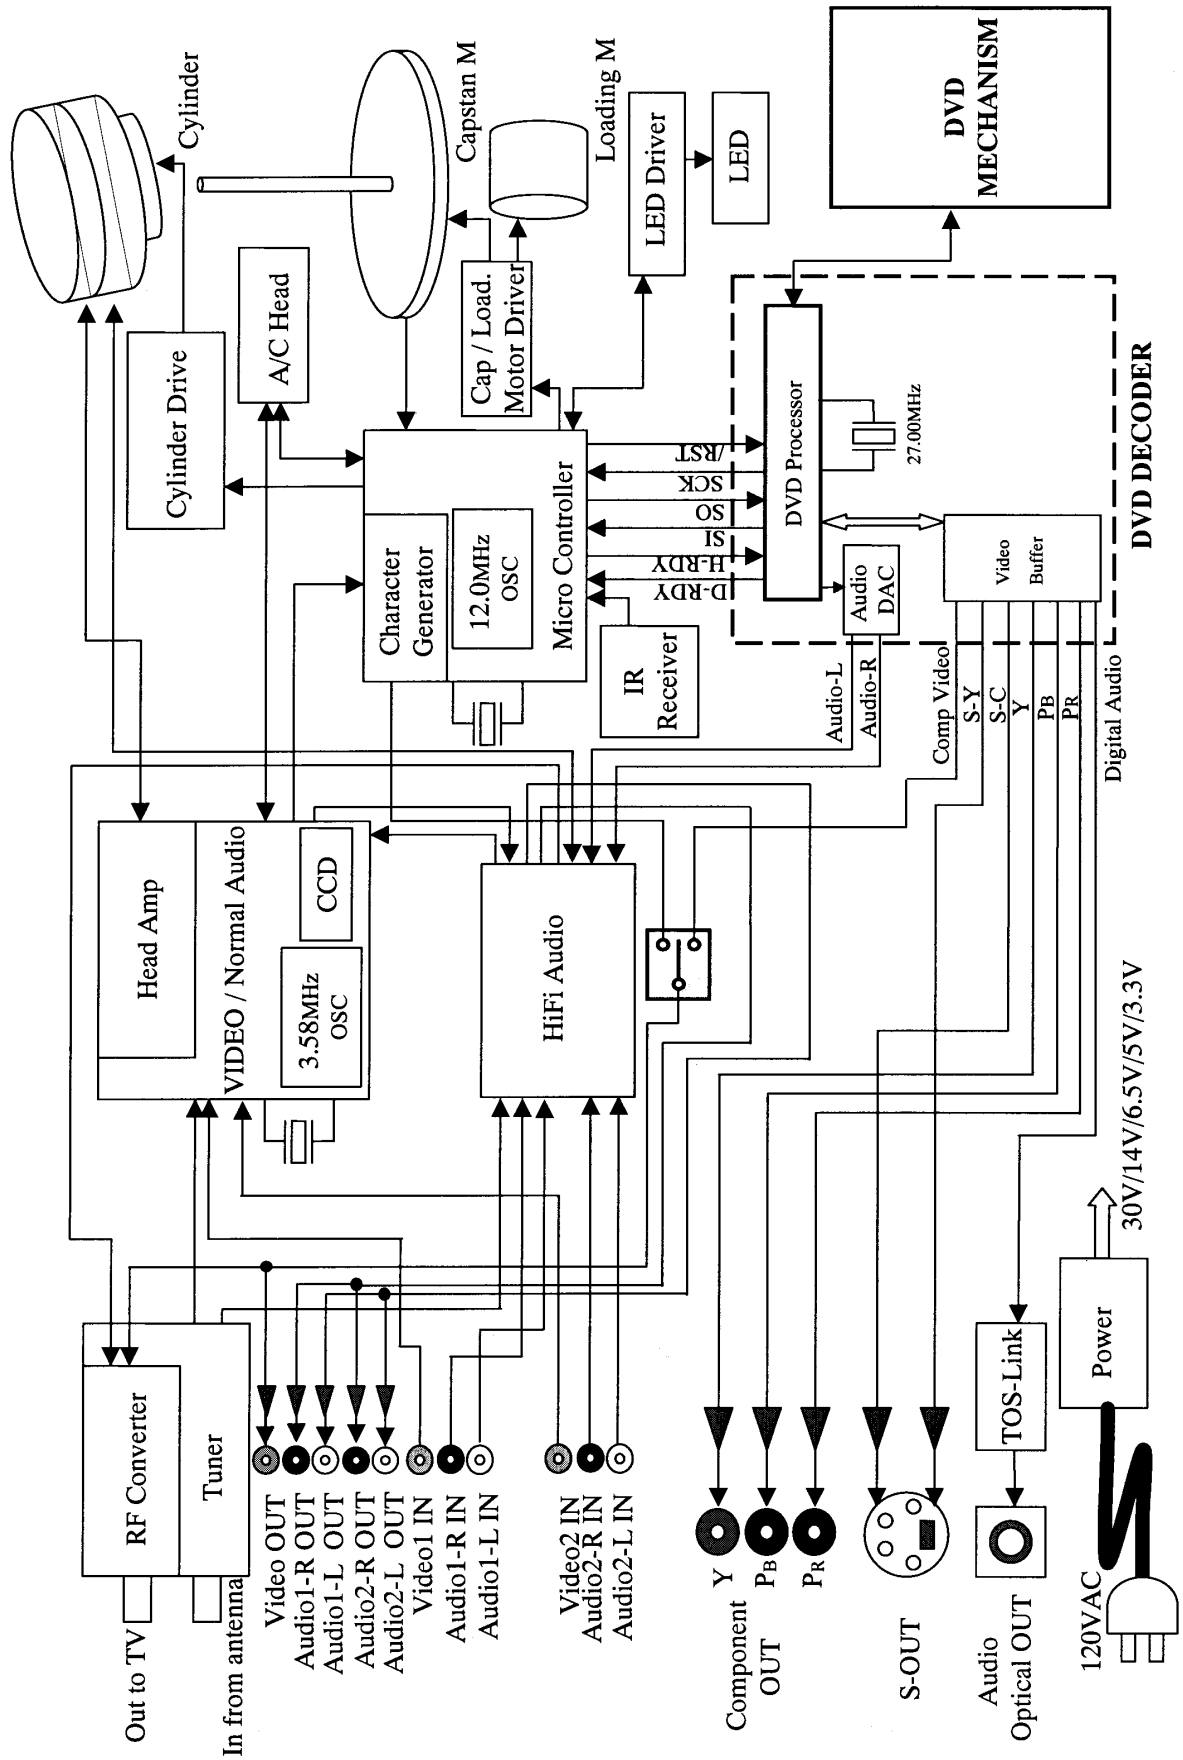 Cylinder
Capstan M
Loading M
Cylinder Drive
A/C Head
Cap / Load.
Motor Driver
LED Driver
LED
DVD
MECHANISM
Head Amp
VIDEO / Normal Audio
CCD
3.58MHz
OSC
Character
Generator
12.0MHz
OSC
Micro Controller
IR
Receiver
/RST
SCK
SO
SI
H-RDY
D-RDY
DVD Processor
27.00MHz
Audio
DAC
Video
Buffer
DVD DECODER
HiFi Audio
Audio-L
Audio-R
Comp Video
S-Y
S-C
Y
PB
PR
Digital Audio
RF Converter
Tuner
Out to TV
In from antenna
Video OUT
Audio1-R OUT
Audio1-L OUT
Audio2-R OUT
Audio2-L OUT
Video1 IN
Audio1-R IN
Audio1-L IN
Video2 IN
Audio2-R IN
Audio2-L IN
Y
PB
PR
Component
OUT
S-OUT
TOS-Link
Audio
Optical OUT
Power
30V/14V/6.5V/5V/3.3V
120VAC